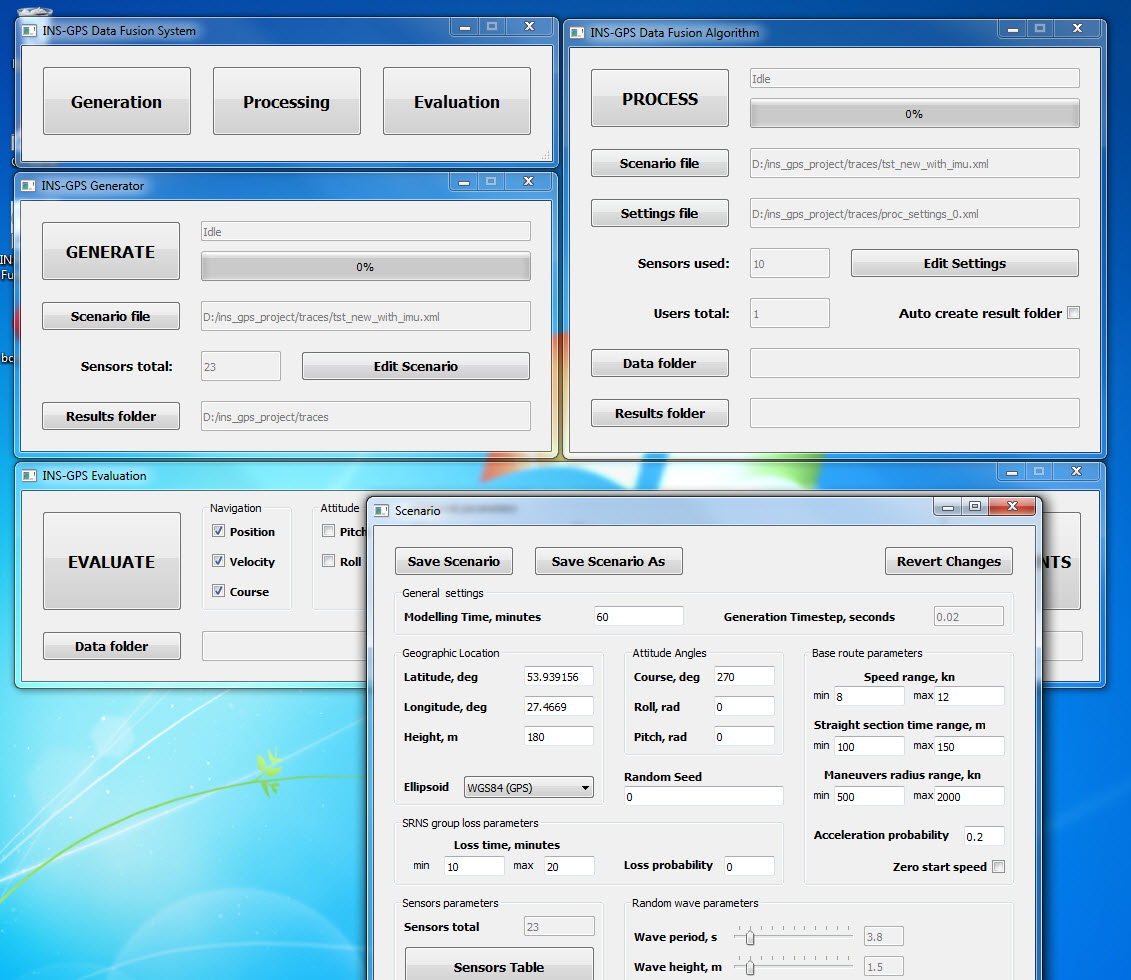 INS-GPS Data Fusion System
Generation Processing Evaluation
INS-GPS Data Fusion Algorithm
PROCESS Idle
0%
Scenario file D:/ins_gps_project/traces/tst_new_with_imu.xml
Settings file D:/ins_gps_project/traces/proc_settings_0.xml
Sensors used: 10 Edit Settings
Users total: 1 Auto create result folder
Data folder
Results folder
INS-GPS Generator
GENERATE Idle
0%
Scenario file D:/ins_gps_project/traces/tst_new_with_imu.xml
Sensors total: 23 Edit Scenario
Results folder D:/ins_gps_project/traces
IN
Fu
bc
INS-GPS Evaluation
EVALUATE
Navigation
Position
Velocity
Course
Attitude
Pitch
Roll
NTS
Data folder
Scenario
Save Scenario Save Scenario As Revert Changes
General settings
Modelling Time, minutes 60 Generation Timestep, seconds 0.02
Geographic Location
Latitude, deg 53.939156
Longitude, deg 27.4669
Height, m 180
Ellipsoid WGS84 (GPS)
Attitude Angles
Course, deg 270
Roll, rad 0
Pitch, rad 0
Random Seed
0
Base route parameters
Speed range, kn
min 8 max 12
Straight section time range, m
min 100 max 150
Maneuvers radius range, kn
min 500 max 2000
Acceleration probability 0.2
Zero start speed
SRNS group loss parameters
Loss time, minutes
min 10 max 20 Loss probability 0
Sensors parameters
Sensors total 23
Sensors Table
Random wave parameters
Wave period, s 3.8
Wave height, m 1.5